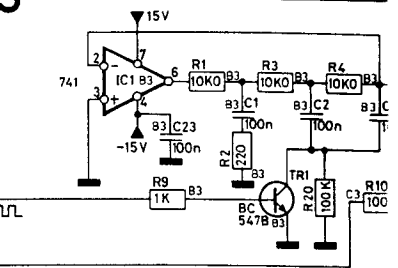 15V
7
2
R1
R3
R4
741
IC1 B3
6
10K0
B3
10K0
B3
10K0
B3
3
4
B3
C1
B3
C2
B3
100n
100n
B3
C23
100n
-15V
R2
220
B3
R9
1K
B3
TR1
BC
547B
B3
R20
100K
C3
R10
100